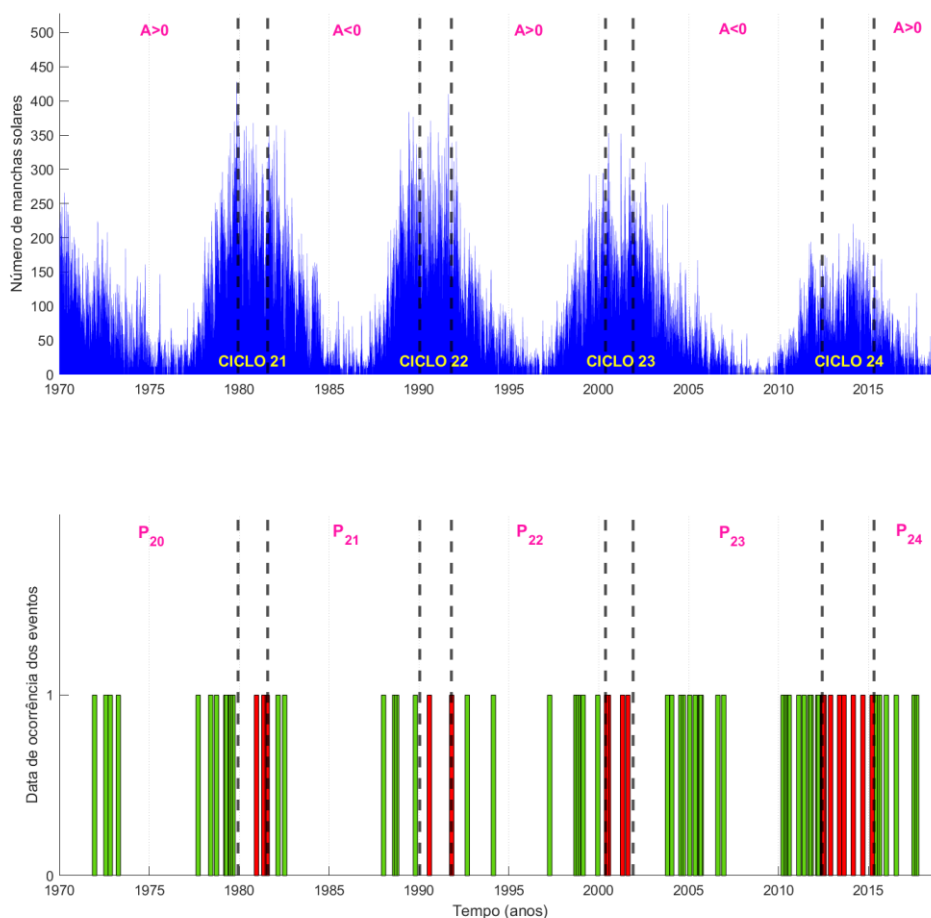 A>0 A<0 A>0 A<0 A>0
500
450
400
350
300
250
200
150
100
50
0
Número de manchas solares
CICLO 21 CICLO 22 CICLO 23 CICLO 24
1970 1975 1980 1985 1990 1995 2000 2005 2010 2015
P20 P21 P22 P23 P24
1
0
Data de ocorrência dos eventos
1970 1975 1980 1985 1990 1995 2000 2005 2010 2015
Tempo (anos)